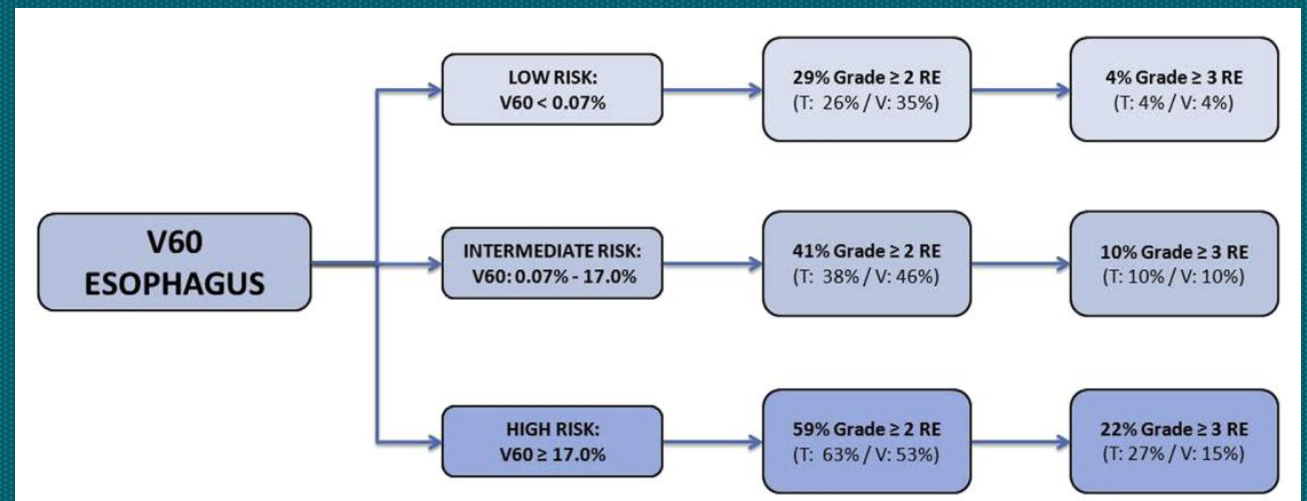 LOW RISK:
V60 < 0.07%
29% Grade ≥ 2 RE
(T: 26% / V: 35%)
4% Grade ≥ 3 RE
(T: 4% / V: 4%)
V60
ESOPHAGUS
INTERMEDIATE RISK:
V60: 0.07% - 17.0%
41% Grade ≥ 2 RE
(T: 38% / V: 46%)
10% Grade ≥ 3 RE
(T: 10% / V: 10%)
HIGH RISK:
V60 ≥ 17.0%
59% Grade ≥ 2 RE
(T: 63% / V: 53%)
22% Grade ≥ 3 RE
(T: 27% / V: 15%)